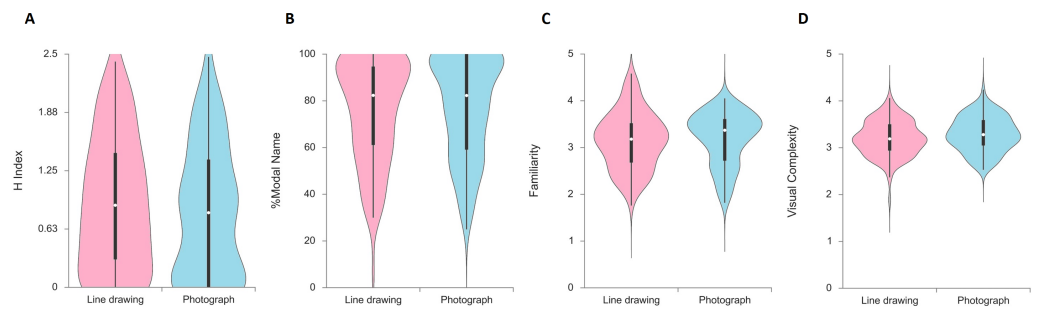 A
B
C
D
2.5
1.88
1.25
0.63
0
H Index
Line drawing
Photograph
100
80
60
40
20
0
%Modal Name
Line drawing
Photograph
5
4
3
2
1
0
Familiarity
Line drawing
Photograph
5
4
3
2
1
0
Visual Complexity
Line drawing
Photograph